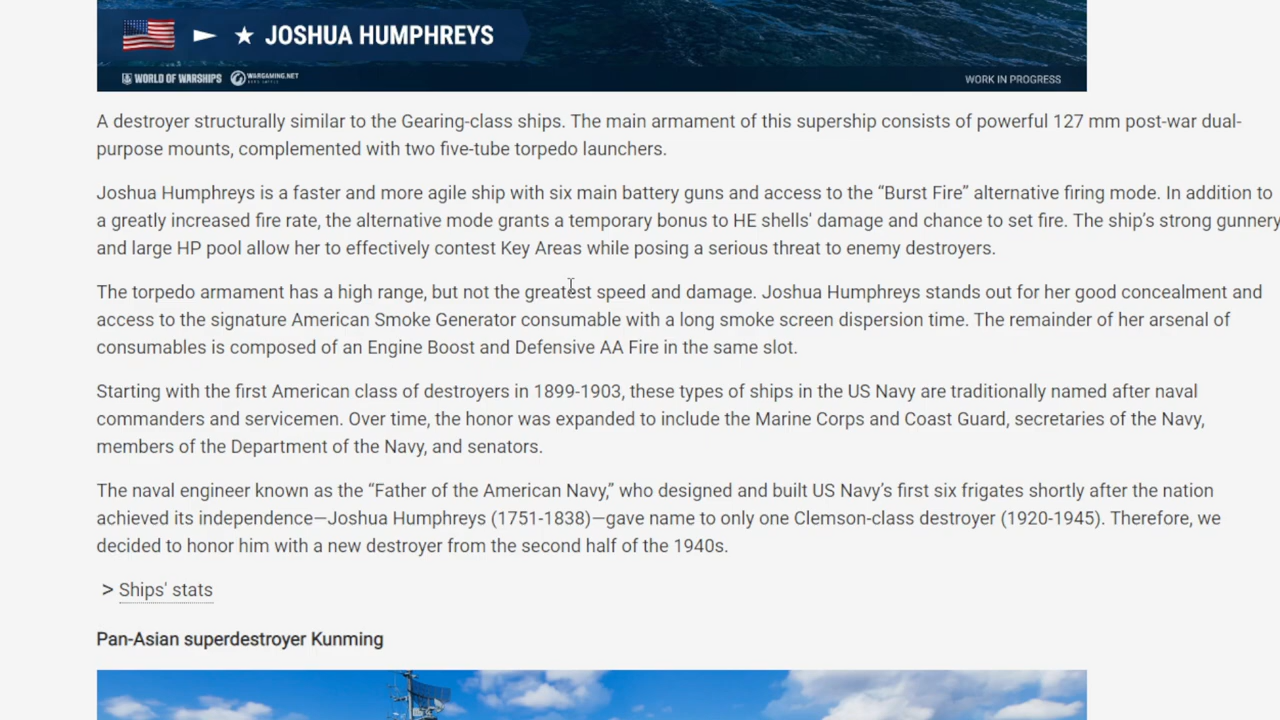 ★ JOSHUA HUMPHREYS
WORLD OF WARSHIPS WARGAMING.NET WORK IN PROGRESS
A destroyer structurally similar to the Gearing-class ships. The main armament of this supership consists of powerful 127 mm post-war dual-
purpose mounts, complemented with two five-tube torpedo launchers.
Joshua Humphreys is a faster and more agile ship with six main battery guns and access to the “Burst Fire” alternative firing mode. In addition to
a greatly increased fire rate, the alternative mode grants a temporary bonus to HE shells' damage and chance to set fire. The ship’s strong gunnery
and large HP pool allow her to effectively contest Key Areas while posing a serious threat to enemy destroyers.
The torpedo armament has a high range, but not the greatest speed and damage. Joshua Humphreys stands out for her good concealment and
access to the signature American Smoke Generator consumable with a long smoke screen dispersion time. The remainder of her arsenal of
consumables is composed of an Engine Boost and Defensive AA Fire in the same slot.
Starting with the first American class of destroyers in 1899-1903, these types of ships in the US Navy are traditionally named after naval
commanders and servicemen. Over time, the honor was expanded to include the Marine Corps and Coast Guard, secretaries of the Navy,
members of the Department of the Navy, and senators.
The naval engineer known as the “Father of the American Navy,” who designed and built US Navy’s first six frigates shortly after the nation
achieved its independence—Joshua Humphreys (1751-1838)—gave name to only one Clemson-class destroyer (1920-1945). Therefore, we
decided to honor him with a new destroyer from the second half of the 1940s.
> Ships' stats
Pan-Asian superdestroyer Kunming